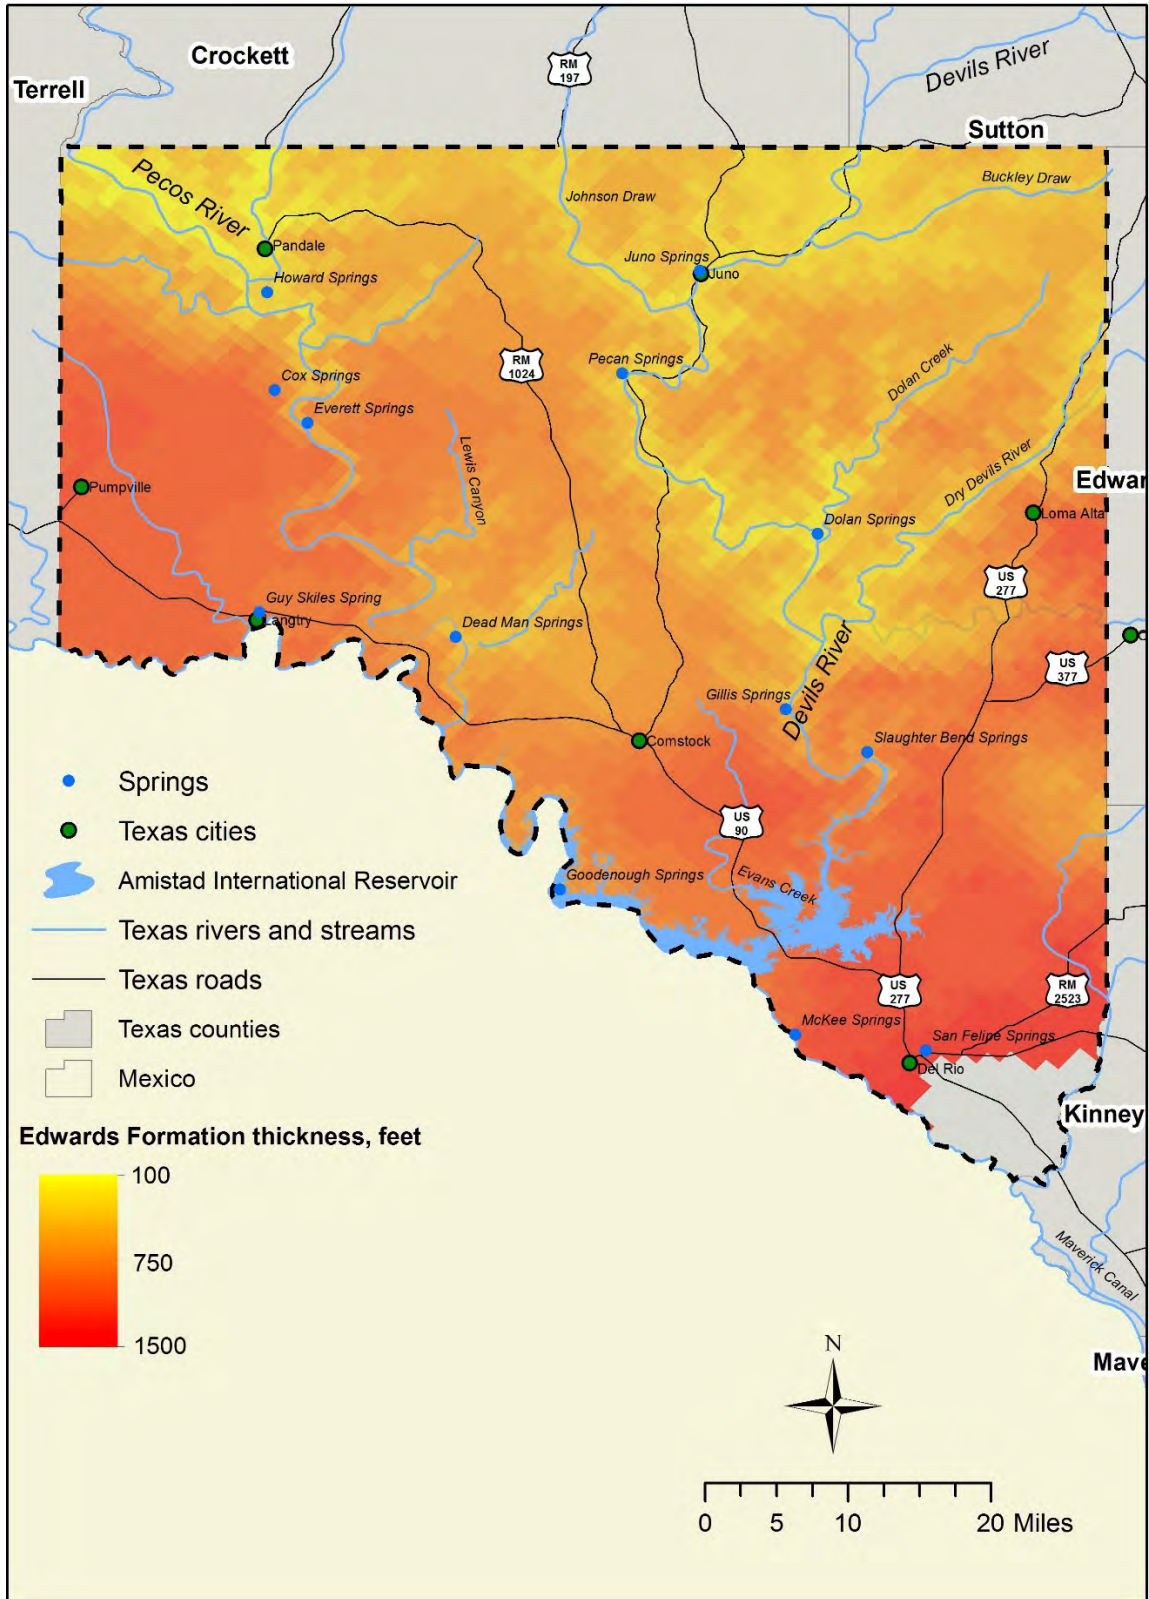 Crockett
Terrell
RM
197
Devils River
Sutton
Pecos River
Johnson Draw
Buckley Draw
Pandale
Juno Springs
Juno
Howard Springs
RM
1024
Pecan Springs
Dolan Creek
Cox Springs
Everett Springs
Lewis Canyon
Dry Devils River
Edwar
Pumpville
Loma Alta
Dolan Springs
US
277
Guy Skiles Spring
Langtry
Dead Man Springs
US
377
Gillis Springs
Devils River
Slaughter Bend Springs
Comstock
US
90
Goodenough Springs
Evans Creek
US
277
RM
2523
McKee Springs
San Felipe Springs
Del Rio
Kinney
Maverick Canal
Mave
Springs
Texas cities
Amistad International Reservoir
Texas rivers and streams
Texas roads
Texas counties
Mexico
Edwards Formation thickness, feet
100
750
1500
N
0 5 10 20 Miles